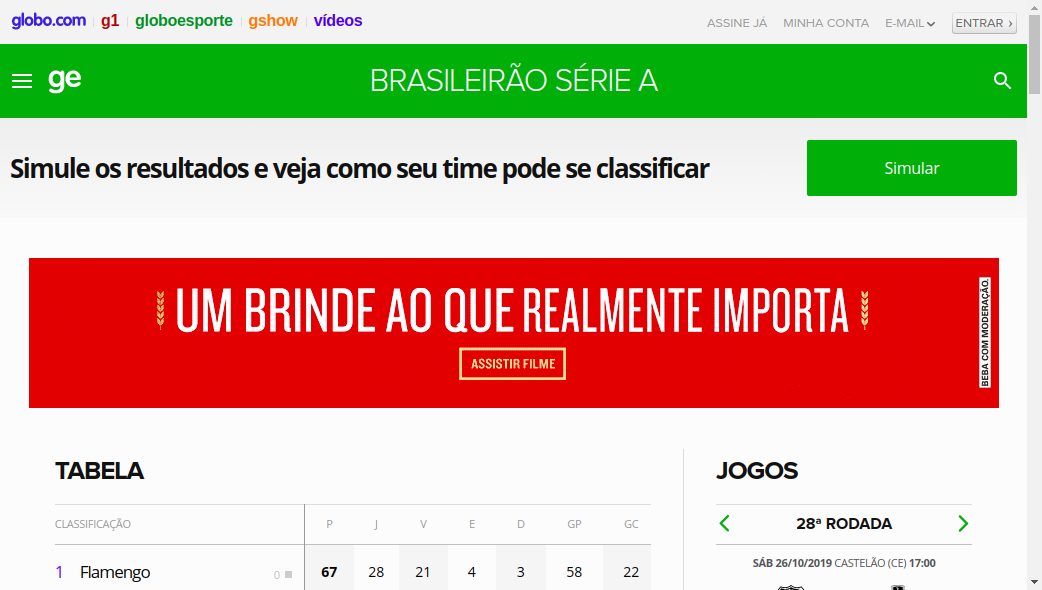 globo.com g1 globoesporte gshow vídeos ASSINE JÁ MINHA CONTA E-MAIL ENTRAR ›
ge BRASILEIRÃO SÉRIE A
Simule os resultados e veja como seu time pode se classificar Simular
UM BRINDE AO QUE REALMENTE IMPORTA
ASSISTIR FILME
BEBA COM MODERAÇÃO.
TABELA
CLASSIFICAÇÃO P J V E D GP GC
1 Flamengo 0 67 28 21 4 3 58 22
JOGOS
28ª RODADA
SÁB 26/10/2019 CASTELÃO (CE) 17:00